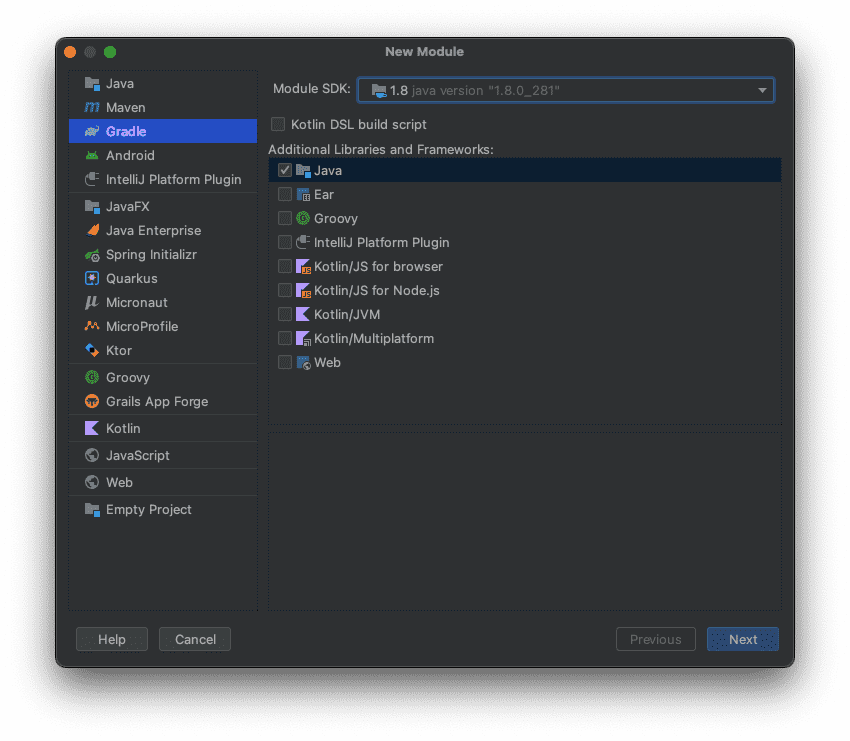 New Module
Java
Maven
Gradle
Android
IntelliJ Platform Plugin
JavaFX
Java Enterprise
Spring Initializr
Quarkus
Micronaut
MicroProfile
Ktor
Groovy
Grails App Forge
Kotlin
JavaScript
Web
Empty Project
Module SDK: 1.8 java version "1.8.0_281"
Kotlin DSL build script
Additional Libraries and Frameworks:
Java
Ear
Groovy
IntelliJ Platform Plugin
Kotlin/JS for browser
Kotlin/JS for Node.js
Kotlin/JVM
Kotlin/Multiplatform
Web
Help Cancel Previous Next